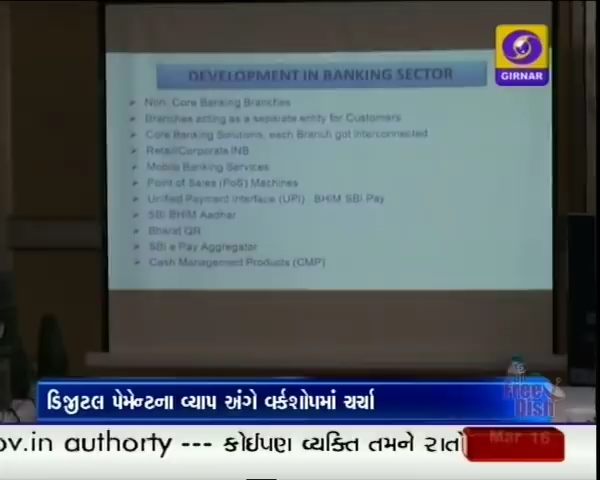 GIRNAR
DEVELOPMENT IN BANKING SECTOR
Non. Core Banking Branches
Branches acting as a separate entity for Customers
Core Banking Solutions, each Branch got interconnected
Retail/Corporate INB
Mobile Banking Services
Point of Sales (PoS) Machines
Unified Payment Interface (UPI) : BHIM SBI Pay
SBI BHIM Aadhar
Bharat QR
SBI e Pay Aggregator
Cash Management Products (CMP)
ડિજીટલ પેમેન્ટના વ્યાપ અંગે વર્કશોપમાં ચર્ચા
Free
Dish
ov.in authorty --- કોઇપણ વ્યક્તિ તમને રાતો
Mar 16